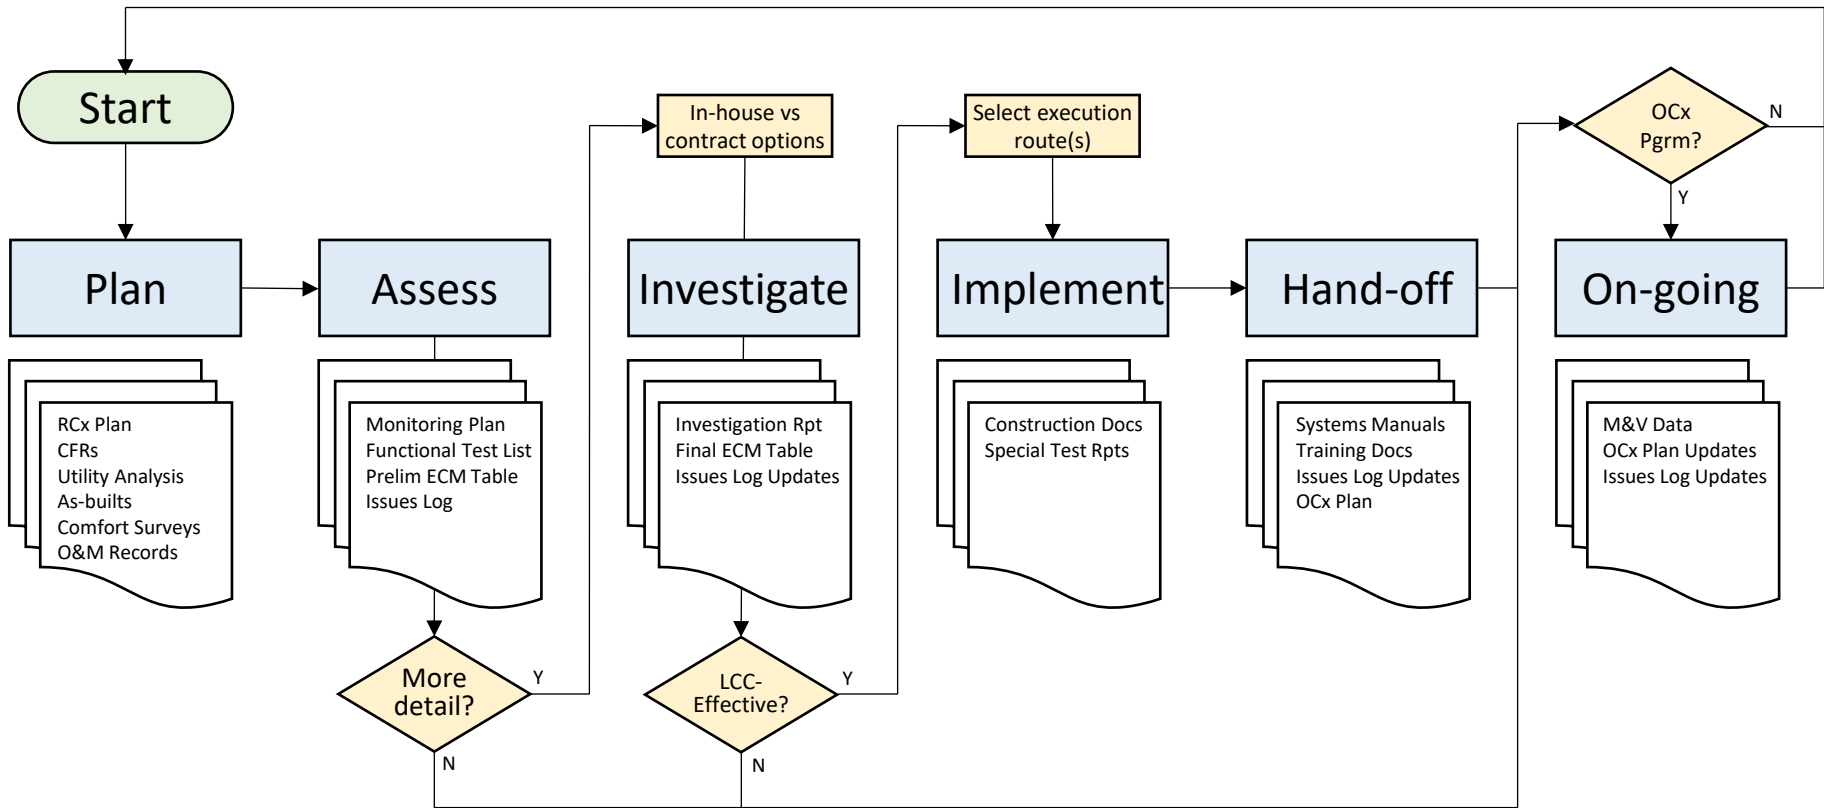 Start
In-house vs
contract options
Select execution
route(s)
OCx
Pgrm?
N
Y
Plan
Assess
Investigate
Implement
Hand-off
On-going
RCx Plan
CFRs
Utility Analysis
As-builts
Comfort Surveys
O&M Records
Monitoring Plan
Functional Test List
Prelim ECM Table
Issues Log
Investigation Rpt
Final ECM Table
Issues Log Updates
Construction Docs
Special Test Rpts
Systems Manuals
Training Docs
Issues Log Updates
OCx Plan
M&V Data
OCx Plan Updates
Issues Log Updates
More
detail?
Y
N
LCC-
Effective?
Y
N